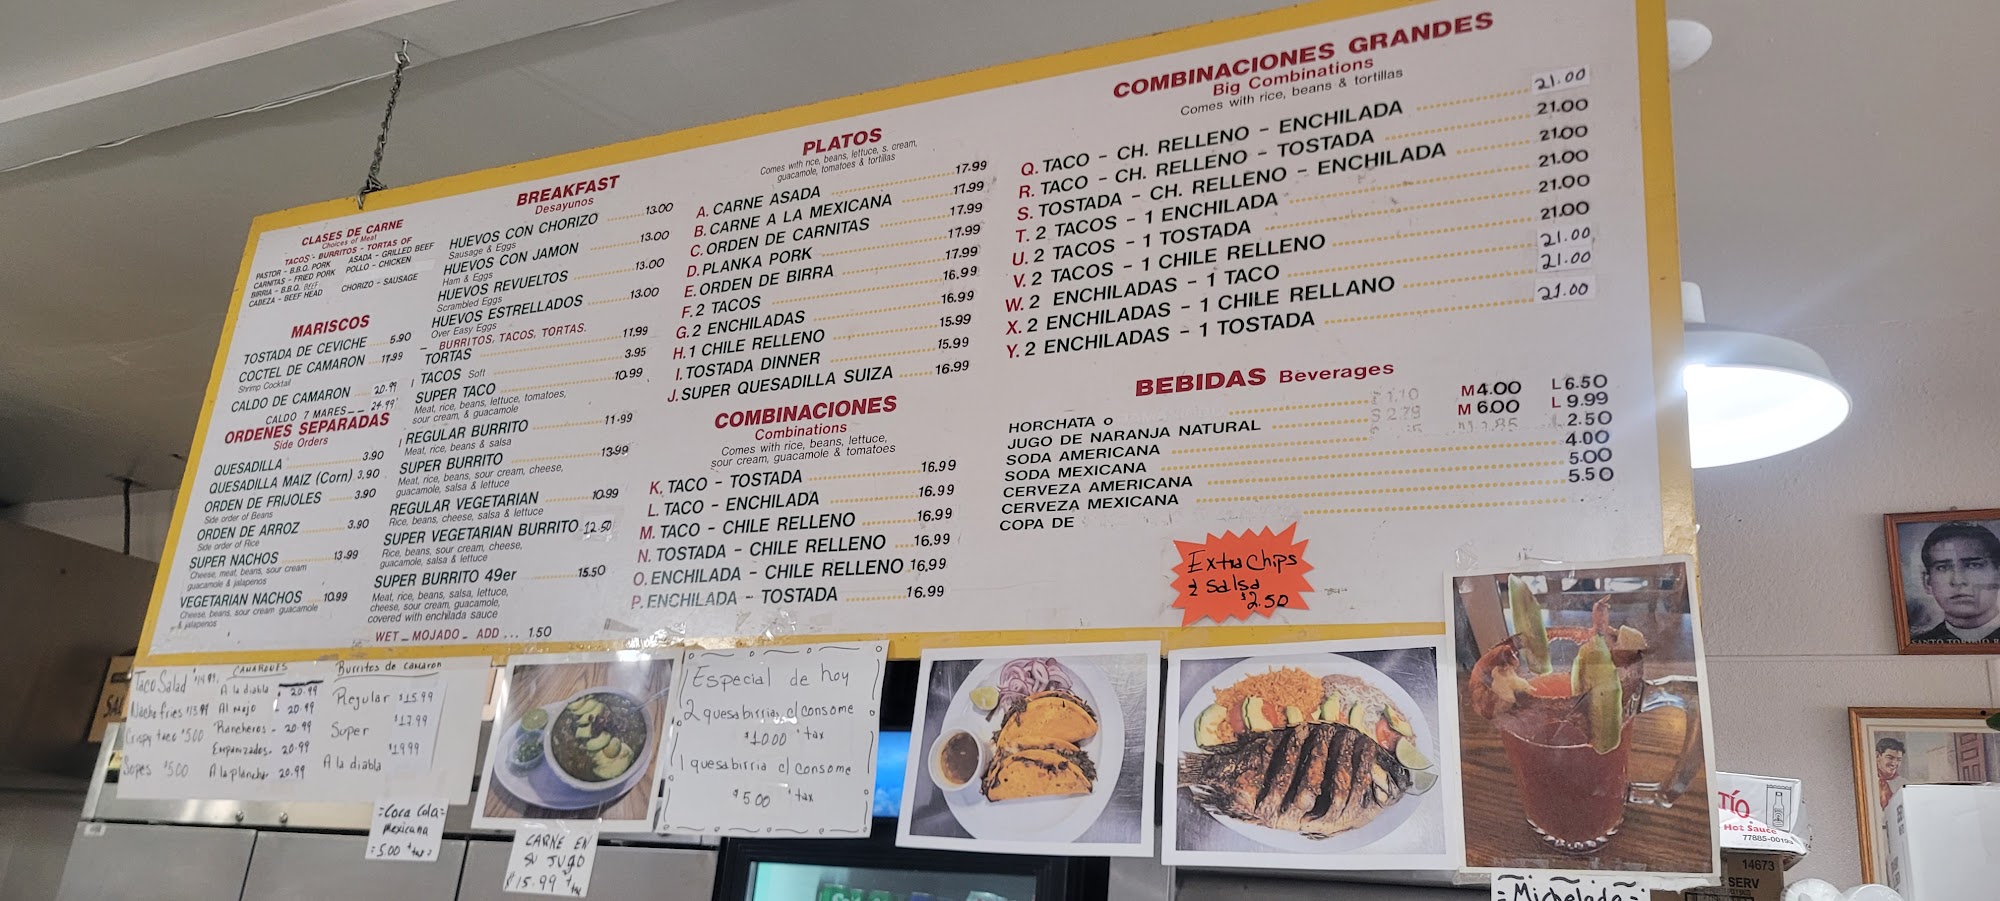 CLASES DE CARNE
Choices of Meat
TACOS - BURRITOS - TORTAS OF
PASTOR - B.B.Q. PORK ASADA - GRILLED BEEF
CARNITAS - FRIED PORK POLLO - CHICKEN
BIRRIA - B.B.Q. BEEF CHORIZO - SAUSAGE
CABEZA - BEEF HEAD
MARISCOS
TOSTADA DE CEVICHE 5.90
COCTEL DE CAMARON 17.99
Shrimp Cocktail
CALDO DE CAMARON 20.99
CALDO 7 MARES 24.99
ORDENES SEPARADAS
Side Orders
QUESADILLA 3.90
QUESADILLA MAIZ (Corn) 3.90
ORDEN DE FRIJOLES 3.90
Side order of Beans
ORDEN DE ARROZ 3.90
Side order of Rice
SUPER NACHOS 13.99
Cheese, meat, beans, sour cream
guacamole & jalapenos
VEGETARIAN NACHOS 10.99
Cheese, beans, sour cream guacamole
& jalapenos
BREAKFAST
Desayunos
HUEVOS CON CHORIZO 13.00
Sausage & Eggs
HUEVOS CON JAMON 13.00
Ham & Eggs
HUEVOS REVUELTOS 13.00
Scrambled Eggs
HUEVOS ESTRELLADOS 13.00
Over Easy Eggs
BURRITOS, TACOS, TORTAS.
TORTAS 11.99
TACOS Soft 3.95
SUPER TACO 10.99
Meat, rice, beans, lettuce, tomatoes,
sour cream, & guacamole
REGULAR BURRITO 11.99
Meat, rice, beans & salsa
SUPER BURRITO 13.99
Meat, rice, beans, sour cream, cheese,
guacamole, salsa & lettuce
REGULAR VEGETARIAN 10.99
Rice, beans, cheese, salsa & lettuce
SUPER VEGETARIAN BURRITO 12.50
Rice, beans, sour cream, cheese,
guacamole, salsa & lettuce
SUPER BURRITO 49er 15.50
Meat, rice, beans, salsa, lettuce,
cheese, sour cream, guacamole,
covered with enchilada sauce
WET - MOJADO - ADD ... 1.50
PLATOS
Comes with rice, beans, lettuce, s. cream,
guacamole, tomatoes & tortillas
A. CARNE ASADA 17.99
B. CARNE A LA MEXICANA 17.99
C. ORDEN DE CARNITAS 17.99
D. PLANKA PORK 17.99
E. ORDEN DE BIRRA 17.99
F. 2 TACOS 16.99
G. 2 ENCHILADAS 16.99
H. 1 CHILE RELLENO 15.99
I. TOSTADA DINNER 15.99
J. SUPER QUESADILLA SUIZA 16.99
COMBINACIONES
Combinations
Comes with rice, beans, lettuce,
sour cream, guacamole & tomatoes
K. TACO - TOSTADA 16.99
L. TACO - ENCHILADA 16.99
M. TACO - CHILE RELLENO 16.99
N. TOSTADA - CHILE RELLENO 16.99
O. ENCHILADA - CHILE RELLENO 16.99
P. ENCHILADA - TOSTADA 16.99
COMBINACIONES GRANDES
Big Combinations
Comes with rice, beans & tortillas
Q. TACO - CH. RELLENO - ENCHILADA 21.00
R. TACO - CH. RELLENO - TOSTADA 21.00
S. TOSTADA - CH. RELLENO - ENCHILADA 21.00
T. 2 TACOS - 1 ENCHILADA 21.00
U. 2 TACOS - 1 TOSTADA 21.00
V. 2 TACOS - 1 CHILE RELLENO 21.00
W. 2 ENCHILADAS - 1 TACO 21.00
X. 2 ENCHILADAS - 1 CHILE RELLANO 21.00
Y. 2 ENCHILADAS - 1 TOSTADA 21.00
BEBIDAS Beverages
HORCHATA o M 4.00 L 6.50
JUGO DE NARANJA NATURAL M 6.00 L 9.99
SODA AMERICANA 2.50
SODA MEXICANA 4.00
CERVEZA AMERICANA 5.00
CERVEZA MEXICANA 5.50
COPA DE
Extra Chips
& Salsa
$2.50
Taco Salad $14.99
Nacho fries $13.99
Crispy taco $5.00
Sopes $5.00
CAMARONES
A la diabla 20.99
Al Mojo 20.99
Rancheros - 20.99
Empanizados - 20.99
A la plancha 20.99
Burritos de camaron
Regular $15.99
Super $17.99
A la diabla $19.99
Coca Cola
Mexicana
5.00 + tax
CARNE EN
SU JUGO
$15.99 + tax
Especial de hoy
2 quesabirrias c/ consome
$10.00 + tax
1 quesabirria c/ consome
$5.00 + tax
Michelada
TÍO
Hot Sauce
77885-0019
14673
SERV
SANTO TORIBIO R